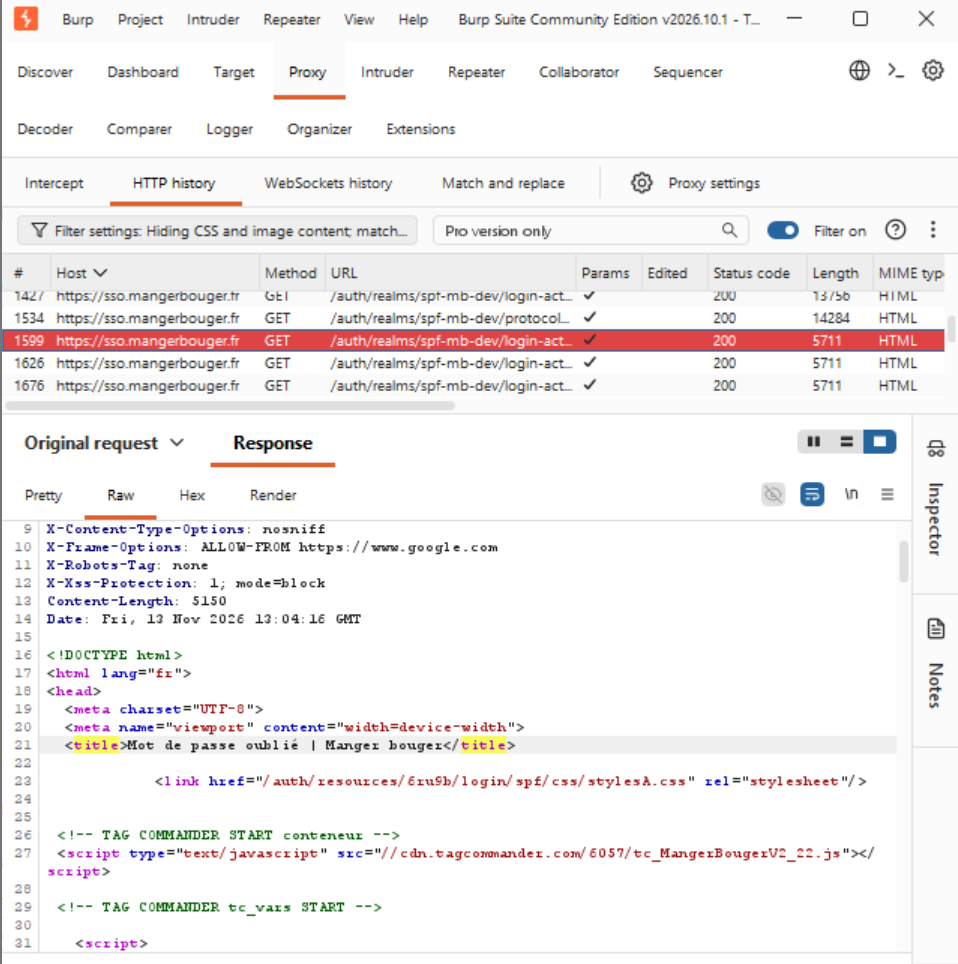 Burp Project Intruder Repeater View Help Burp Suite Community Edition v2026.10.1 - T...
Discover Dashboard Target Proxy Intruder Repeater Collaborator Sequencer
Decoder Comparer Logger Organizer Extensions
Intercept HTTP history WebSockets history Match and replace Proxy settings
Filter settings: Hiding CSS and image content; match... Pro version only Filter on
# Host Method URL Params Edited Status code Length MIME typ
1427 https://sso.mangerbouger.fr GET /auth/realms/spf-mb-dev/login-act... ✓ 200 13756 HTML
1534 https://sso.mangerbouger.fr GET /auth/realms/spf-mb-dev/protocol... ✓ 200 14284 HTML
1599 https://sso.mangerbouger.fr GET /auth/realms/spf-mb-dev/login-act... ✓ 200 5711 HTML
1626 https://sso.mangerbouger.fr GET /auth/realms/spf-mb-dev/login-act... ✓ 200 5711 HTML
1676 https://sso.mangerbouger.fr GET /auth/realms/spf-mb-dev/login-act... ✓ 200 5711 HTML
Original request Response
Pretty Raw Hex Render \n
Inspector
Notes
9 X-Content-Type-Options: nosniff
10 X-Frame-Options: ALLOW-FROM https://www.google.com
11 X-Robots-Tag: none
12 X-Xss-Protection: 1; mode=block
13 Content-Length: 5150
14 Date: Fri, 13 Nov 2026 13:04:16 GMT
15
16 <!DOCTYPE html>
17 <html lang="fr">
18 <head>
19 <meta charset="UTF-8">
20 <meta name="viewport" content="width=device-width">
21 <title>Mot de passe oublié | Manger bouger</title>
22
23 <link href="/auth/resources/6ru9b/login/spf/css/stylesA.css" rel="stylesheet"/>
24
25
26 <!-- TAG COMMANDER START conteneur -->
27 <script type="text/javascript" src="//cdn.tagcommander.com/6057/tc_MangerBougerV2_22.js"></
script>
28
29 <!-- TAG COMMANDER tc_vars START -->
30
31 <script>